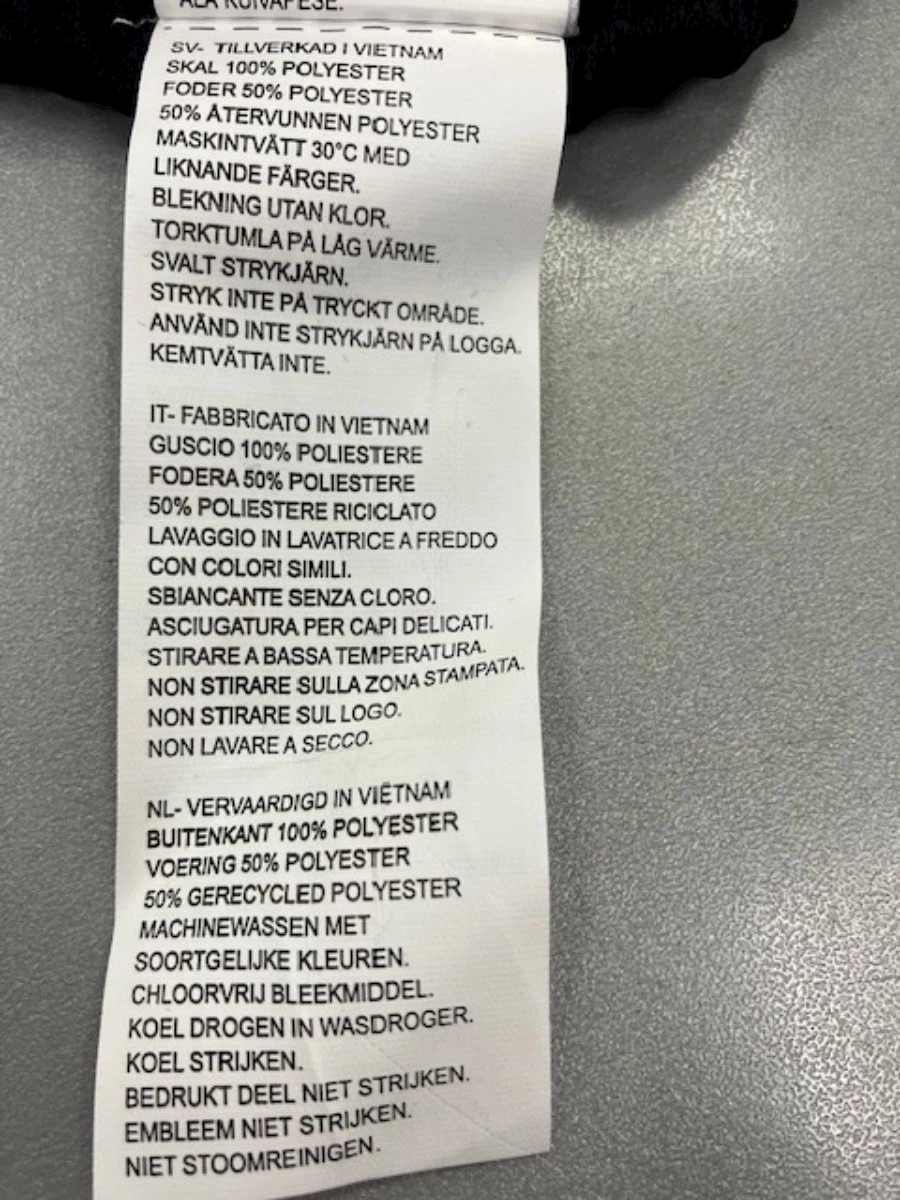 ÄLÄ KUIVAPESE.
SV- TILLVERKAD I VIETNAM
SKAL 100% POLYESTER
FODER 50% POLYESTER
50% ÅTERVUNNEN POLYESTER
MASKINTVÄTT 30°C MED
LIKNANDE FÄRGER.
BLEKNING UTAN KLOR.
TORKTUMLA PÅ LÅG VÄRME.
SVALT STRYKJÄRN.
STRYK INTE PÅ TRYCKT OMRÅDE.
ANVÄND INTE STRYKJÄRN PÅ LOGGA.
KEMTVÄTTA INTE.
IT- FABBRICATO IN VIETNAM
GUSCIO 100% POLIESTERE
FODERA 50% POLIESTERE
50% POLIESTERE RICICLATO
LAVAGGIO IN LAVATRICE A FREDDO
CON COLORI SIMILI.
SBIANCANTE SENZA CLORO.
ASCIUGATURA PER CAPI DELICATI.
STIRARE A BASSA TEMPERATURA.
NON STIRARE SULLA ZONA STAMPATA.
NON STIRARE SUL LOGO.
NON LAVARE A SECCO.
NL- VERVAARDIGD IN VIËTNAM
BUITENKANT 100% POLYESTER
VOERING 50% POLYESTER
50% GERECYCLED POLYESTER
MACHINEWASSEN MET
SOORTGELIJKE KLEUREN.
CHLOORVRIJ BLEEKMIDDEL.
KOEL DROGEN IN WASDROGER.
KOEL STRIJKEN.
BEDRUKT DEEL NIET STRIJKEN.
EMBLEEM NIET STRIJKEN.
NIET STOOMREINIGEN.